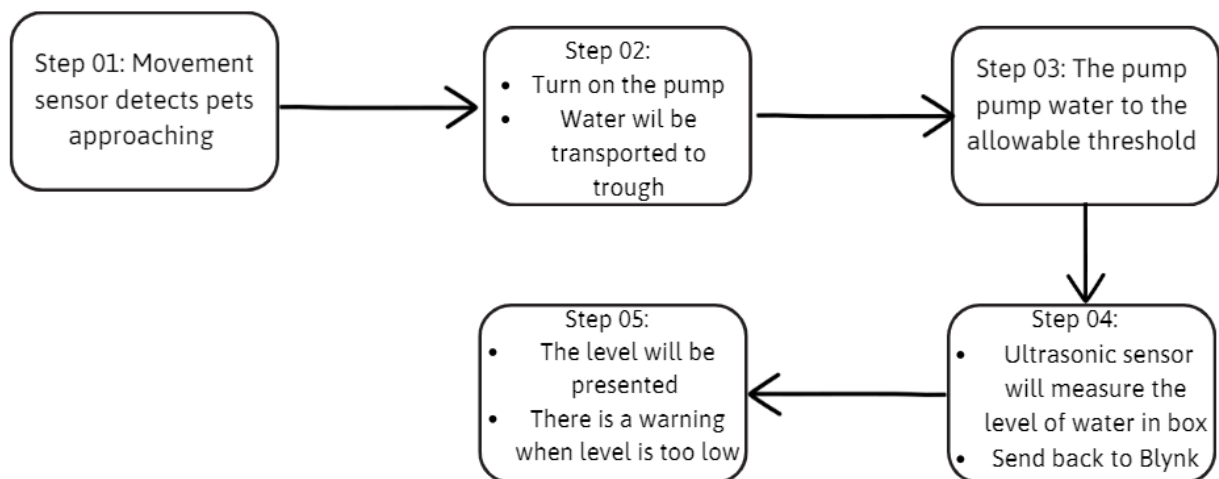 Step 01: Movement
sensor detects pets
approaching
Step 02:
• Turn on the pump
• Water wil be
transported to
trough
Step 03: The pump
pump water to the
allowable threshold
Step 04:
• Ultrasonic sensor
will measure the
level of water in box
• Send back to Blynk
Step 05:
• The level will be
presented
• There is a warning
when level is too low